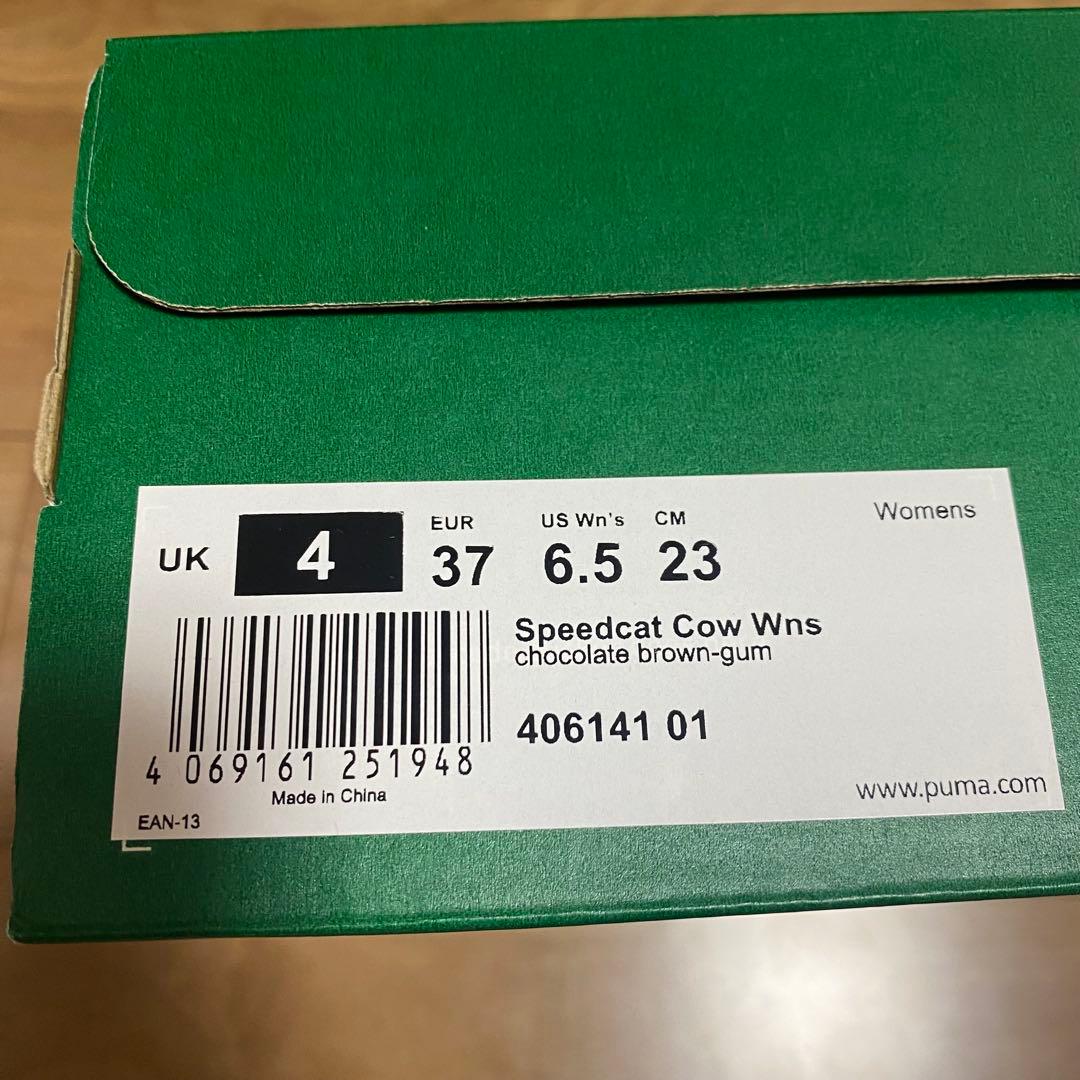 Womens
UK 4
EUR 37
US Wn's 6.5
CM 23
Speedcat Cow Wns
chocolate brown-gum
406141 01
4 069161 251948
Made in China
EAN-13
www.puma.com